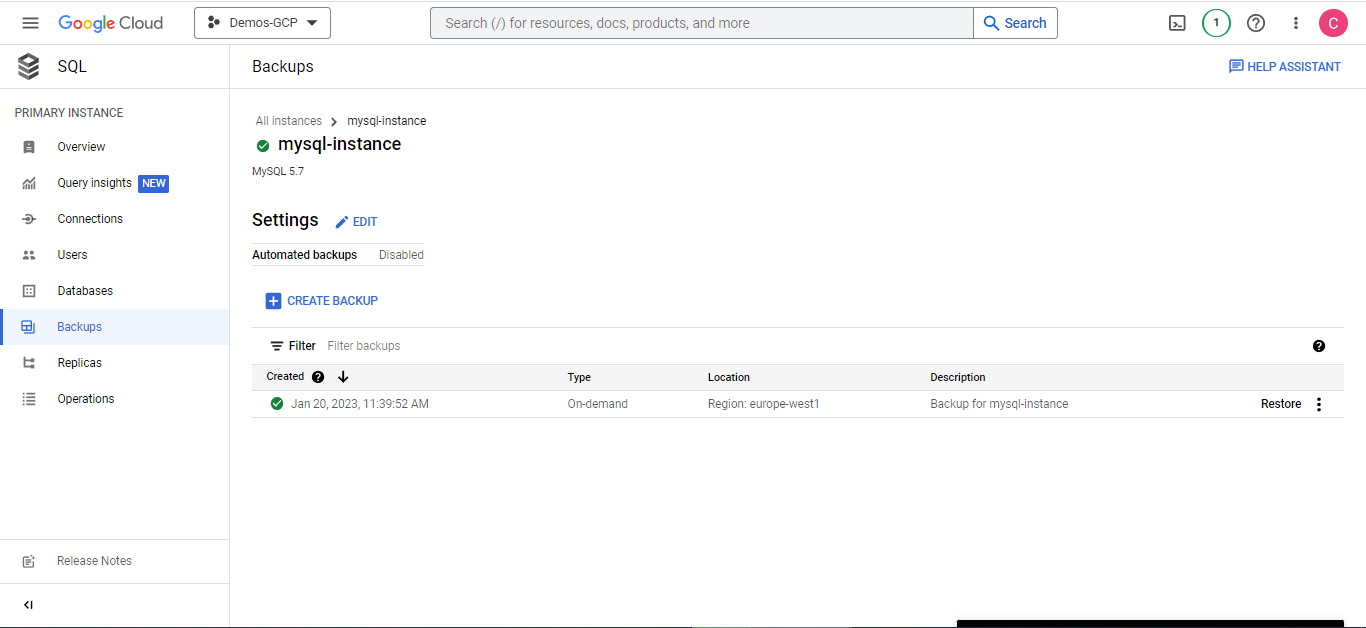 Google Cloud
Demos-GCP
Search (/) for resources, docs, products, and more
Search
1
C
SQL
Backups
HELP ASSISTANT
PRIMARY INSTANCE
Overview
Query insights NEW
Connections
Users
Databases
Backups
Replicas
Operations
Release Notes
All instances > mysql-instance
mysql-instance
MySQL 5.7
Settings EDIT
Automated backups Disabled
CREATE BACKUP
Filter Filter backups
Created Type Location Description
Jan 20, 2023, 11:39:52 AM On-demand Region: europe-west1 Backup for mysql-instance Restore